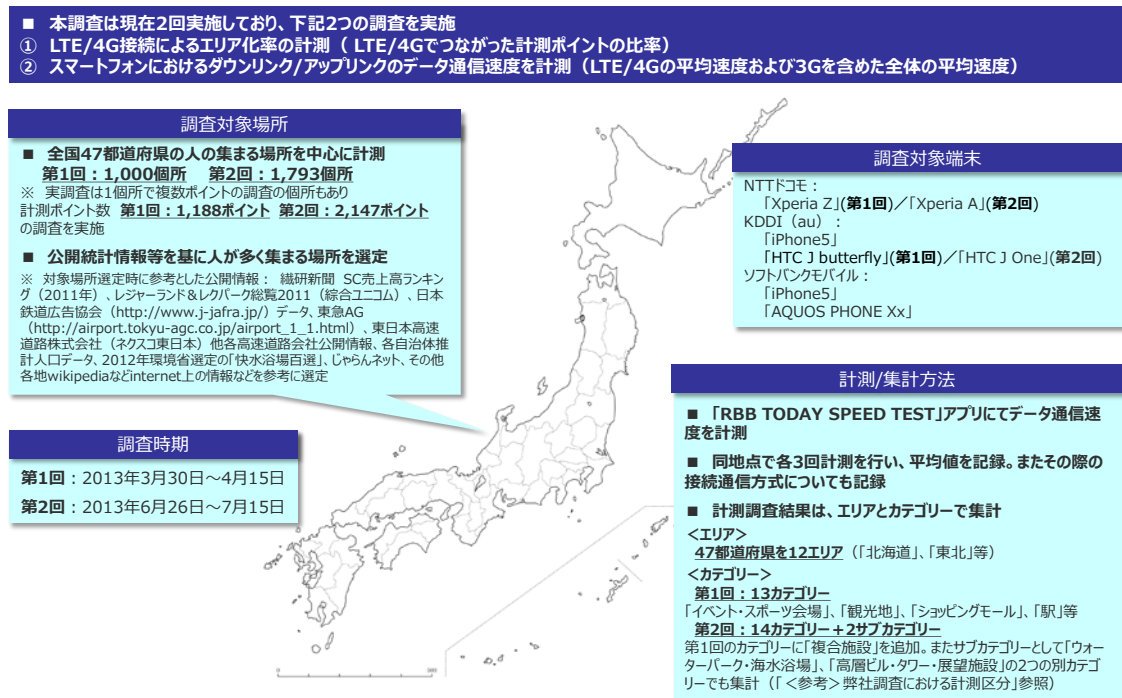 ■ 本調査は現在2回実施しており、下記2つの調査を実施
① LTE/4G接続によるエリア化率の計測（ LTE/4Gでつながった計測ポイントの比率）
② スマートフォンにおけるダウンリンク/アップリンクのデータ通信速度を計測（LTE/4Gの平均速度および3Gを含めた全体の平均速度）
調査対象場所
■ 全国47都道府県の人の集まる場所を中心に計測
第1回：1,000個所　第2回：1,793個所
※ 実調査は1個所で複数ポイントの調査の個所もあり
計測ポイント数 第1回：1,188ポイント 第2回：2,147ポイント
の調査を実施
■ 公開統計情報等を基に人が多く集まる場所を選定
※ 対象場所選定時に参考とした公開情報： 繊研新聞 SC売上高ランキン
グ（2011年）、レジャーランド＆レクパーク総覧2011（綜合ユニコム）、日本
鉄道広告協会（http://www.j-jafra.jp/）データ、東急AG
（http://airport.tokyu-agc.co.jp/airport_1_1.html）、東日本高速
道路株式会社（ネクスコ東日本）他各高速道路会社公開情報、各自治体推
計人口データ、2012年環境省選定の「快水浴場百選」、じゃらんネット、その他
各地wikipediaなどinternet上の情報などを参考に選定
調査時期
第1回：2013年3月30日～4月15日
第2回：2013年6月26日～7月15日
調査対象端末
NTTドコモ：
「Xperia Z」(第1回)／「Xperia A」(第2回)
KDDI（au）：
「iPhone5」
「HTC J butterfly」(第1回)／「HTC J One」(第2回)
ソフトバンクモバイル：
「iPhone5」
「AQUOS PHONE Xx」
計測/集計方法
■ 「RBB TODAY SPEED TEST」アプリにてデータ通信速
度を計測
■ 同地点で各3回計測を行い、平均値を記録。またその際の
接続通信方式についても記録
■ 計測調査結果は、エリアとカテゴリーで集計
＜エリア＞
47都道府県を12エリア（「北海道」、「東北」等）
＜カテゴリー＞
第1回：13カテゴリー
「イベント・スポーツ会場」、「観光地」、「ショッピングモール」、「駅」等
第2回：14カテゴリー＋2サブカテゴリー
第1回のカテゴリーに「複合施設」を追加。またサブカテゴリーとして「ウォー
ターパーク・海水浴場」、「高層ビル・タワー・展望施設」の2つの別カテゴ
リーでも集計（「＜参考＞弊社調査における計測区分」参照）